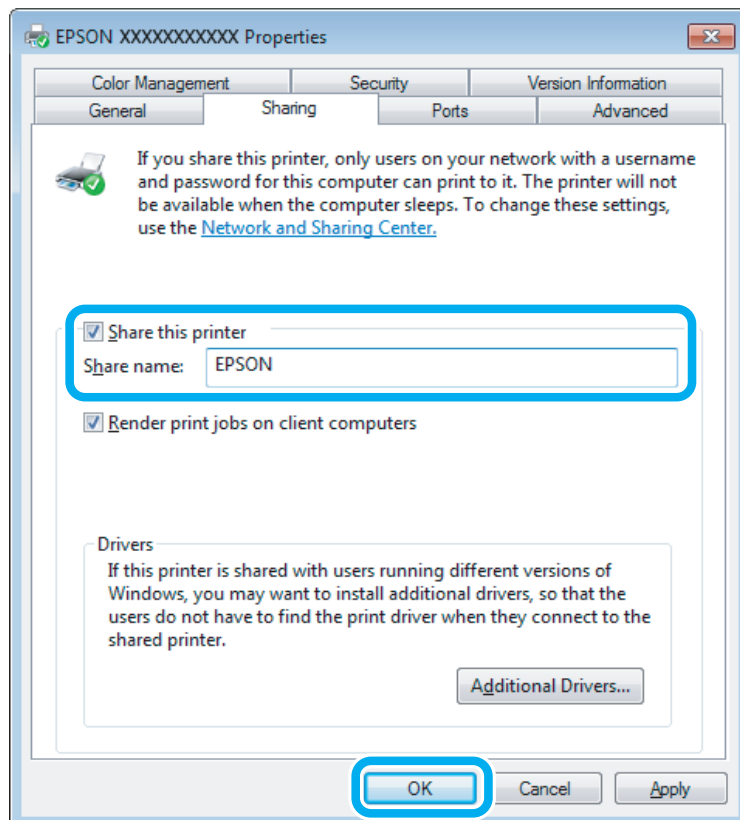 EPSON XXXXXXXXXXX Properties
Color Management Security Version Information
General Sharing Ports Advanced
If you share this printer, only users on your network with a username
and password for this computer can print to it. The printer will not
be available when the computer sleeps. To change these settings,
use the Network and Sharing Center.
Share this printer
Share name: EPSON
Render print jobs on client computers
Drivers
If this printer is shared with users running different versions of
Windows, you may want to install additional drivers, so that the
users do not have to find the print driver when they connect to the
shared printer.
Additional Drivers...
OK Cancel Apply